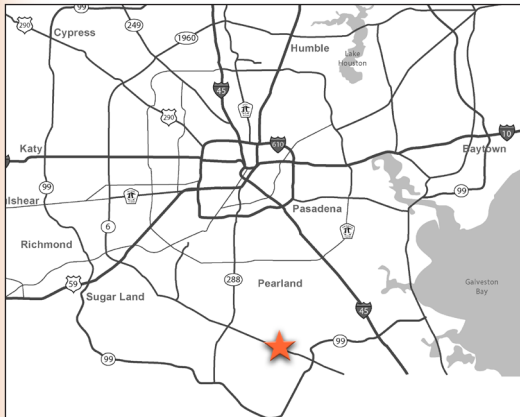 99
290
249
Cypress
1960
Humble
Lake
Houston
45
290
610
10
Katy
Baytown
99
99
lshear
Pasadena
6
Richmond
288
Pearland
59
Sugar Land
Galveston
Bay
45
99
99